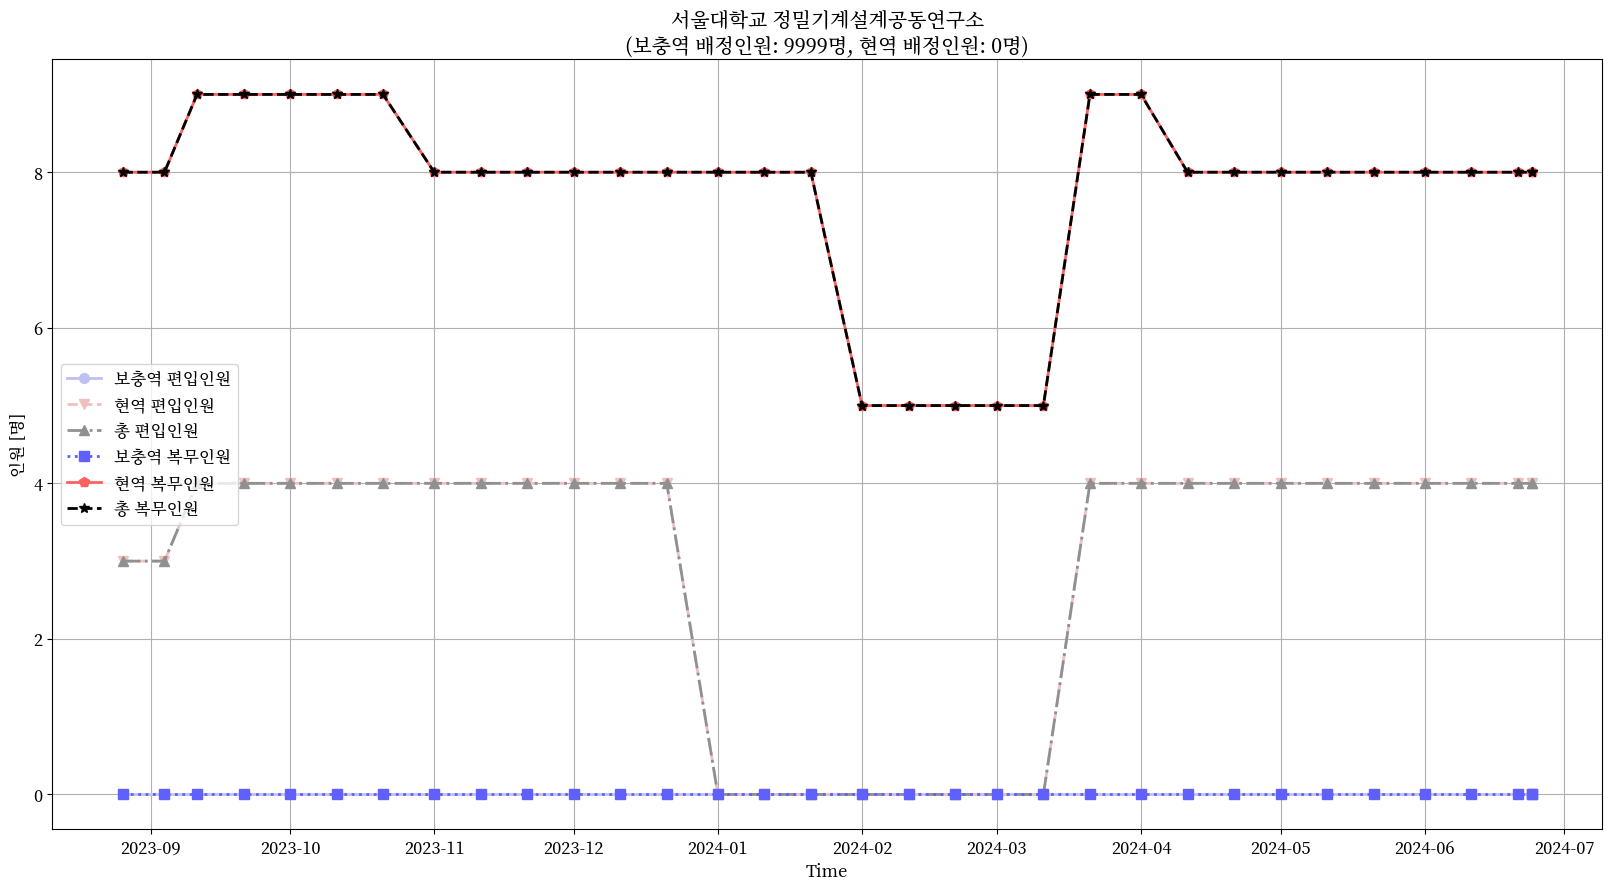 서울대학교 정밀기계설계공동연구소
(보충역 배정인원: 9999명, 현역 배정인원: 0명)
인원 [명]
8
6
4
2
0
보충역 편입인원
현역 편입인원
총 편입인원
보충역 복무인원
현역 복무인원
총 복무인원
2023-09 2023-10 2023-11 2023-12 2024-01 2024-02 2024-03 2024-04 2024-05 2024-06 2024-07
Time